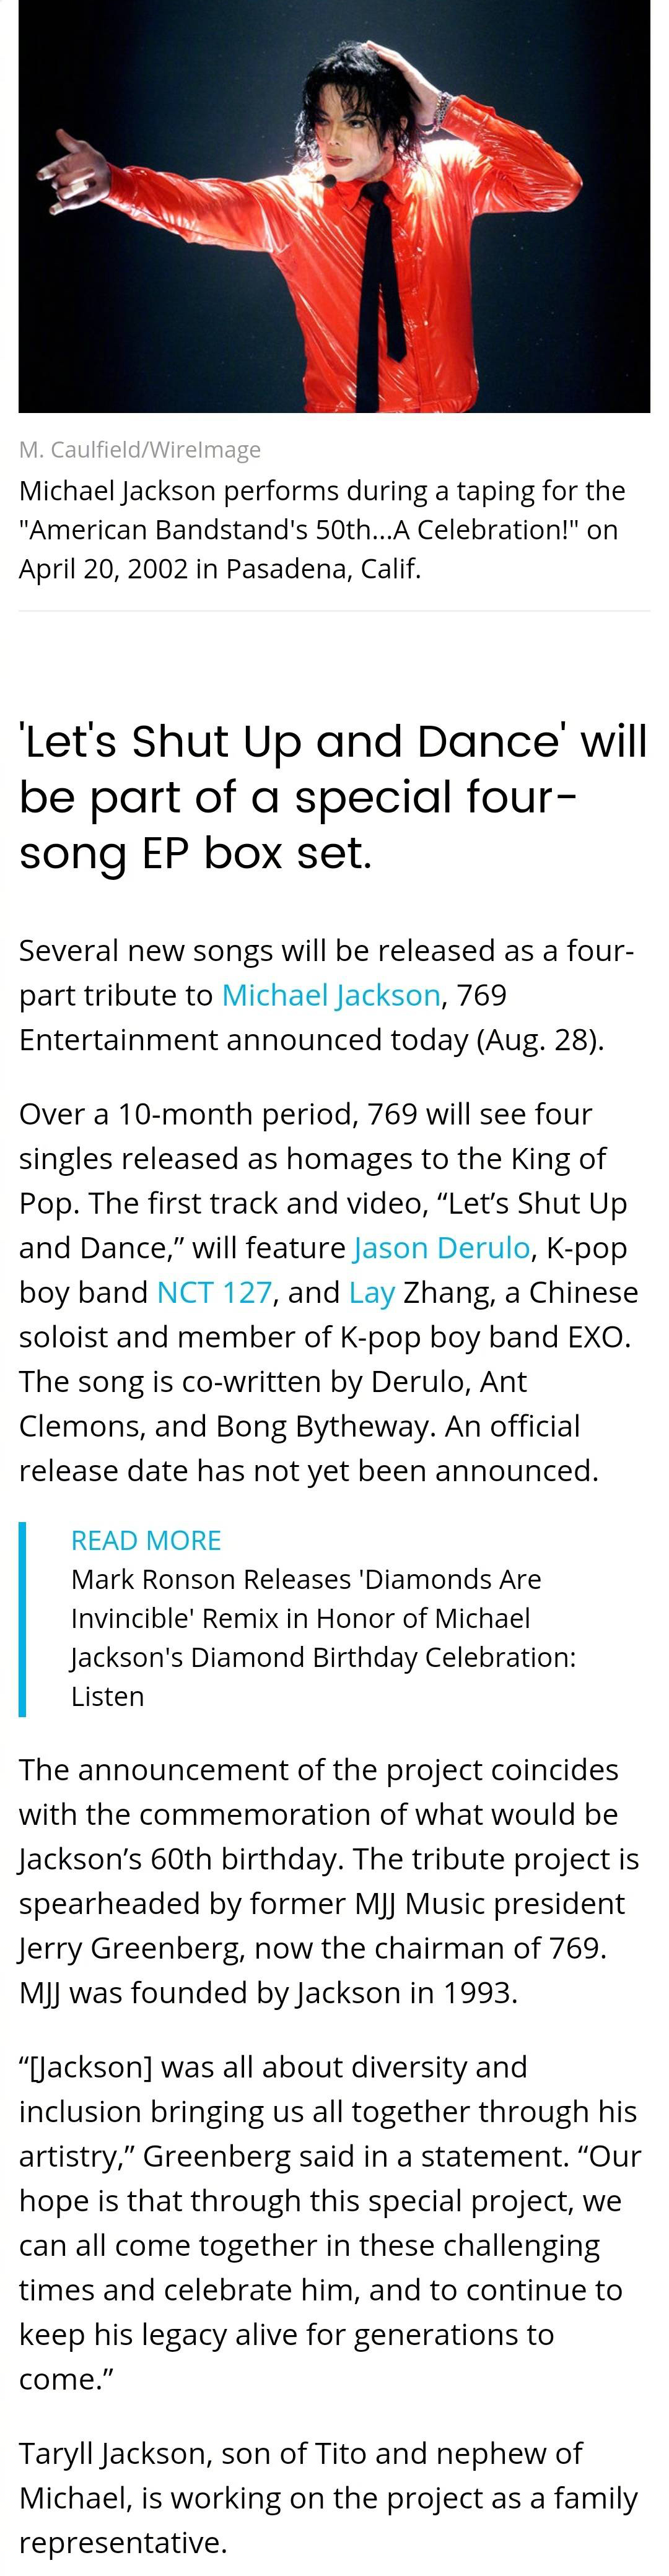 M. Caulfield/WireImage
Michael Jackson performs during a taping for the
"American Bandstand's 50th...A Celebration!" on
April 20, 2002 in Pasadena, Calif.
'Let's Shut Up and Dance' will
be part of a special four-
song EP box set.
Several new songs will be released as a four-
part tribute to Michael Jackson, 769
Entertainment announced today (Aug. 28).
Over a 10-month period, 769 will see four
singles released as homages to the King of
Pop. The first track and video, “Let’s Shut Up
and Dance,” will feature Jason Derulo, K-pop
boy band NCT 127, and Lay Zhang, a Chinese
soloist and member of K-pop boy band EXO.
The song is co-written by Derulo, Ant
Clemons, and Bong Bytheway. An official
release date has not yet been announced.
READ MORE
Mark Ronson Releases 'Diamonds Are
Invincible' Remix in Honor of Michael
Jackson's Diamond Birthday Celebration:
Listen
The announcement of the project coincides
with the commemoration of what would be
Jackson’s 60th birthday. The tribute project is
spearheaded by former MJJ Music president
Jerry Greenberg, now the chairman of 769.
MJJ was founded by Jackson in 1993.
“[Jackson] was all about diversity and
inclusion bringing us all together through his
artistry,” Greenberg said in a statement. “Our
hope is that through this special project, we
can all come together in these challenging
times and celebrate him, and to continue to
keep his legacy alive for generations to
come.”
Taryll Jackson, son of Tito and nephew of
Michael, is working on the project as a family
representative.